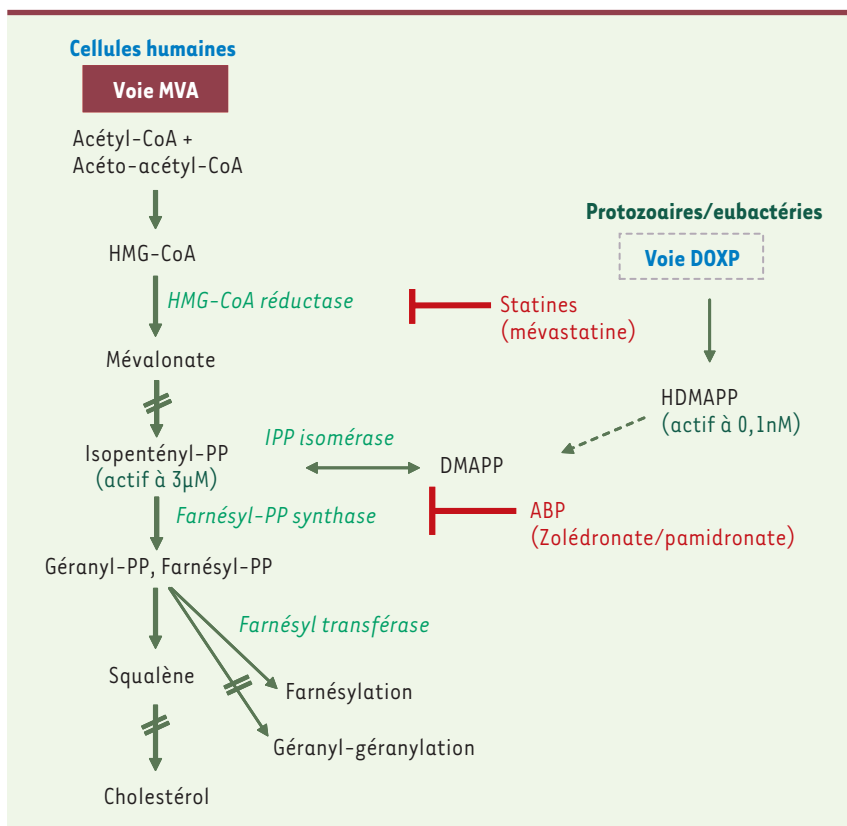 Cellules humaines
Voie MVA
Acétyl-CoA +
Acéto-acétyl-CoA
Protozoaires/eubactéries
Voie DOXP
HMG-CoA
HMG-CoA réductase
Statines
(mévastatine)
Mévalonate
HDMAPP
(actif à 0,1nM)
IPP isomérase
Isopentényl-PP
(actif à 3µM)
DMAPP
Farnésyl-PP synthase
ABP
(Zolédronate/pamidronate)
Géranyl-PP, Farnésyl-PP
Farnésyl transférase
Squalène
Farnésylation
Géranyl-géranylation
Cholestérol